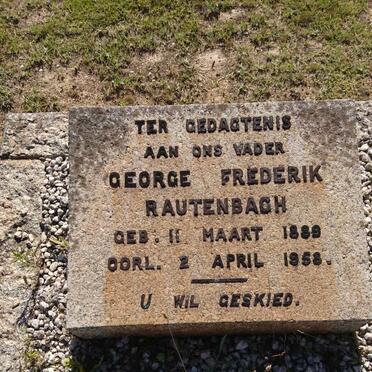 TER GEDAGTENIS
AAN ONS VADER
GEORGE FREDERIK
RAUTENBACH
GEB. 11 MAART 1889
OORL. 2 APRIL 1958.
U WIL GESKIED.